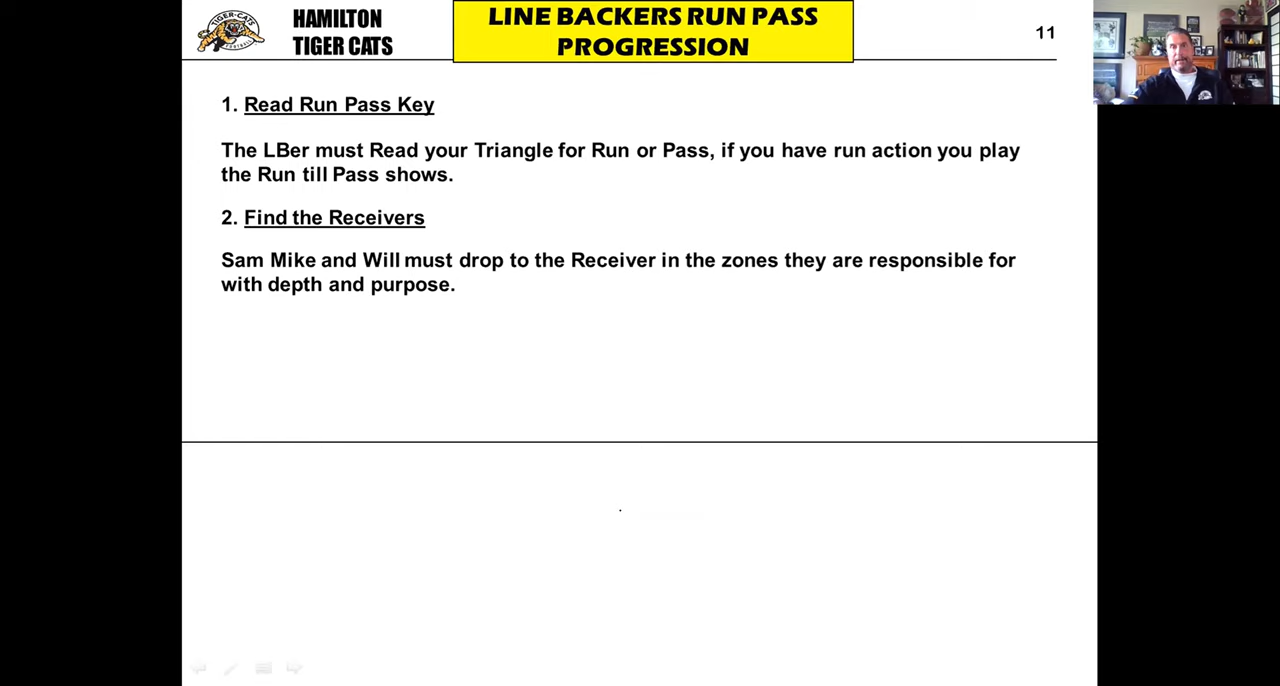 TIGER-CATS
FOOTBALL
HAMILTON
TIGER CATS
LINE BACKERS RUN PASS
PROGRESSION
11
1. Read Run Pass Key
The LBer must Read your Triangle for Run or Pass, if you have run action you play
the Run till Pass shows.
2. Find the Receivers
Sam Mike and Will must drop to the Receiver in the zones they are responsible for
with depth and purpose.